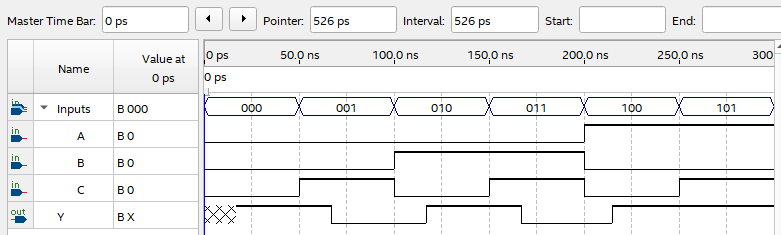 Master Time Bar: 0 ps Pointer: 526 ps Interval: 526 ps Start: End:
Name Value at 0 ps
0 ps 50.0 ns 100.0 ns 150.0 ns 200.0 ns 250.0 ns 300.
0 ps
in Inputs B 000 000 001 010 011 100 101
in A B 0
in B B 0
in C B 0
out Y B X